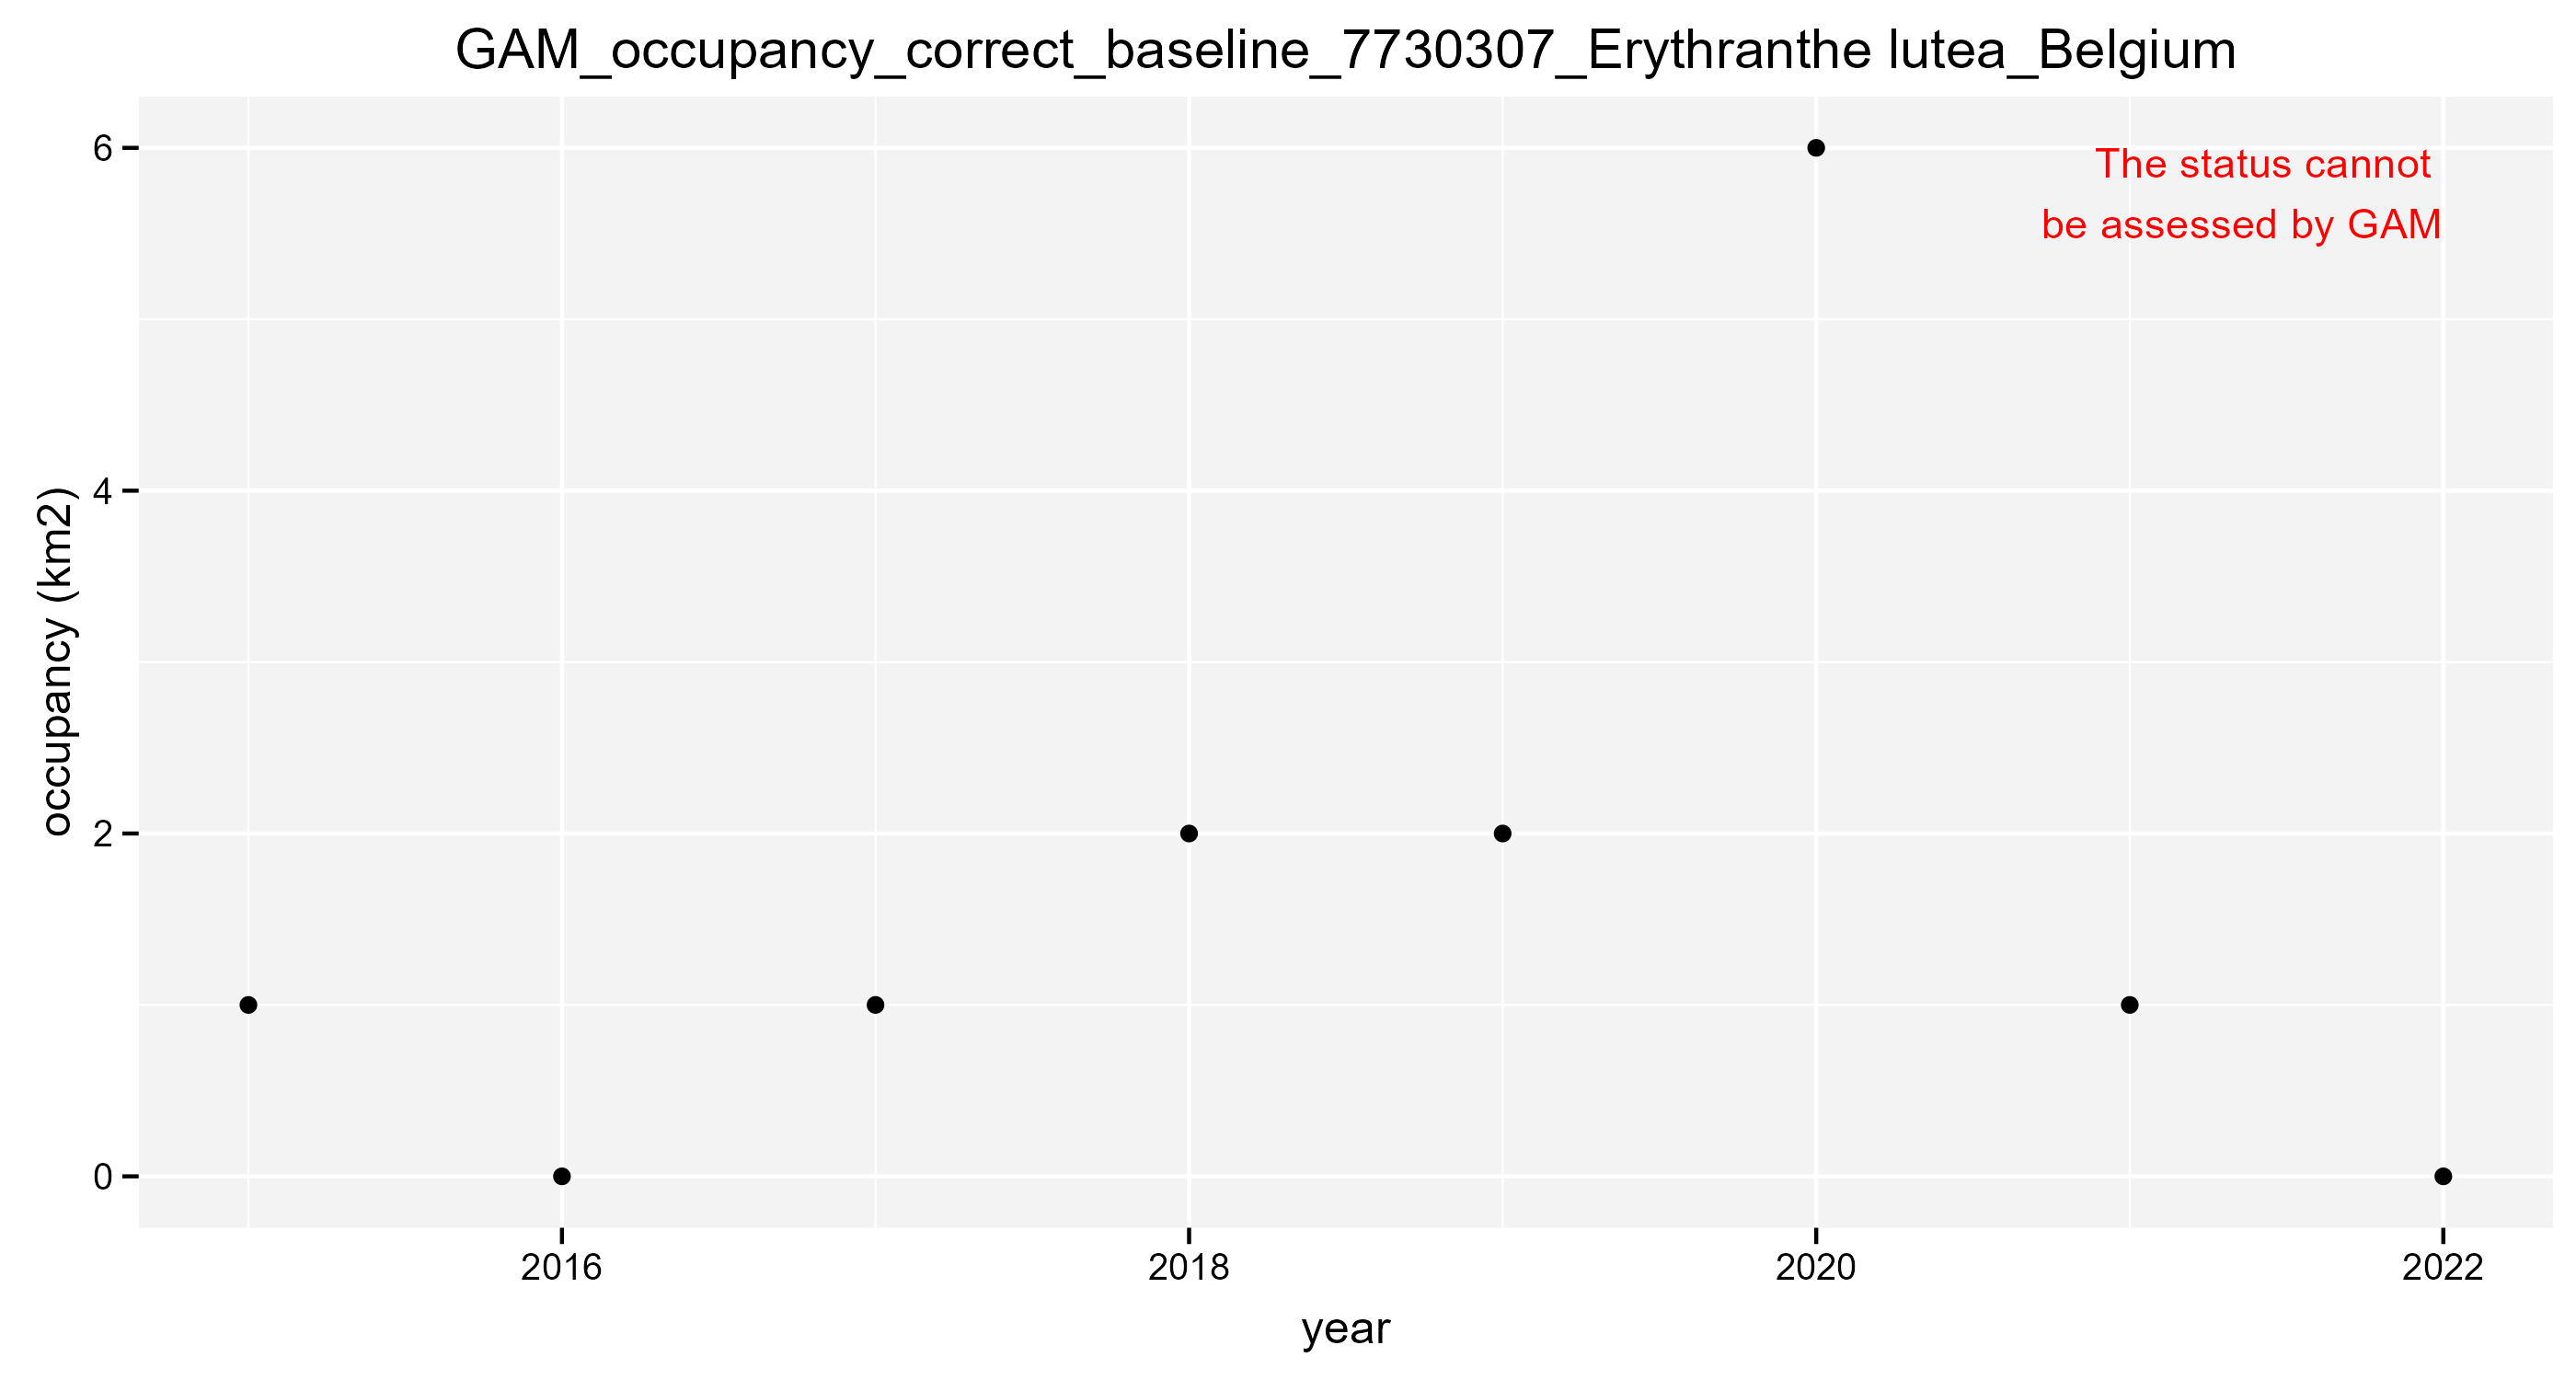 GAM_occupancy_correct_baseline_7730307_Erythranthe lutea_Belgium
The status cannot
be assessed by GAM
occupancy (km2)
6
4
2
0
2016
2018
2020
2022
year